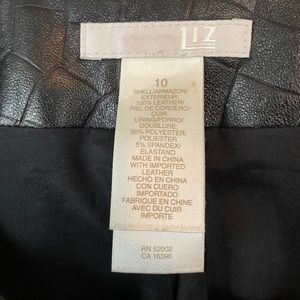 LIZ
10
SHELL/ARMAZON/
EXTERIEUR:
100% LEATHER/
PIEL DE CORDERO/
CUIR
LINING/FORRO/
DOUBLURE:
95% POLYESTER/
POLIESTER
5% SPANDEX/
ELASTANO
MADE IN CHINA
WITH IMPORTED
LEATHER
HECHO EN CHINA
CON CUERO
IMPORTADO
FABRIQUE EN CHINE
AVEC DU CUIR
IMPORTE
RN 52002
CA 16396